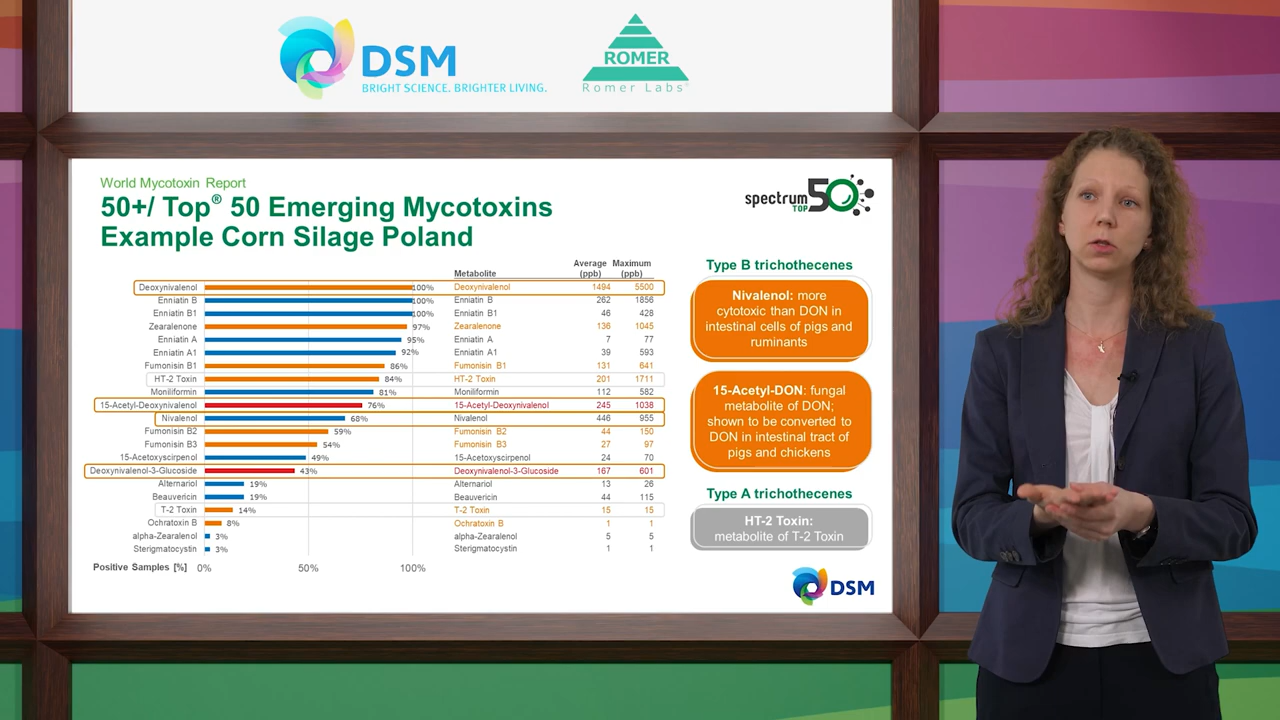 DSM
BRIGHT SCIENCE. BRIGHTER LIVING.
ROMER
Romer Labs®
World Mycotoxin Report
50+/ Top® 50 Emerging Mycotoxins
Example Corn Silage Poland
spectrum
TOP 50
Average Maximum
Metabolite (ppb) (ppb)
Deoxynivalenol 100% Deoxynivalenol 1494 5500
Enniatin B 100% Enniatin B 262 1856
Enniatin B1 100% Enniatin B1 46 428
Zearalenone 97% Zearalenone 136 1045
Enniatin A 95% Enniatin A 7 77
Enniatin A1 92% Enniatin A1 39 593
Fumonisin B1 86% Fumonisin B1 131 641
HT-2 Toxin 84% HT-2 Toxin 201 1711
Moniliformin 81% Moniliformin 112 582
15-Acetyl-Deoxynivalenol 76% 15-Acetyl-Deoxynivalenol 245 1038
Nivalenol 68% Nivalenol 446 955
Fumonisin B2 59% Fumonisin B2 44 150
Fumonisin B3 54% Fumonisin B3 27 97
15-Acetoxyscirpenol 49% 15-Acetoxyscirpenol 24 70
Deoxynivalenol-3-Glucoside 43% Deoxynivalenol-3-Glucoside 167 601
Alternariol 19% Alternariol 13 26
Beauvericin 19% Beauvericin 44 115
T-2 Toxin 14% T-2 Toxin 15 15
Ochratoxin B 8% Ochratoxin B 1 1
alpha-Zearalenol 3% alpha-Zearalenol 5 5
Sterigmatocystin 3% Sterigmatocystin 1 1
Positive Samples [%] 0% 50% 100%
Type B trichothecenes
Nivalenol: more
cytotoxic than DON in
intestinal cells of pigs and
ruminants
15-Acetyl-DON: fungal
metabolite of DON;
shown to be converted to
DON in intestinal tract of
pigs and chickens
Type A trichothecenes
HT-2 Toxin:
metabolite of T-2 Toxin
DSM